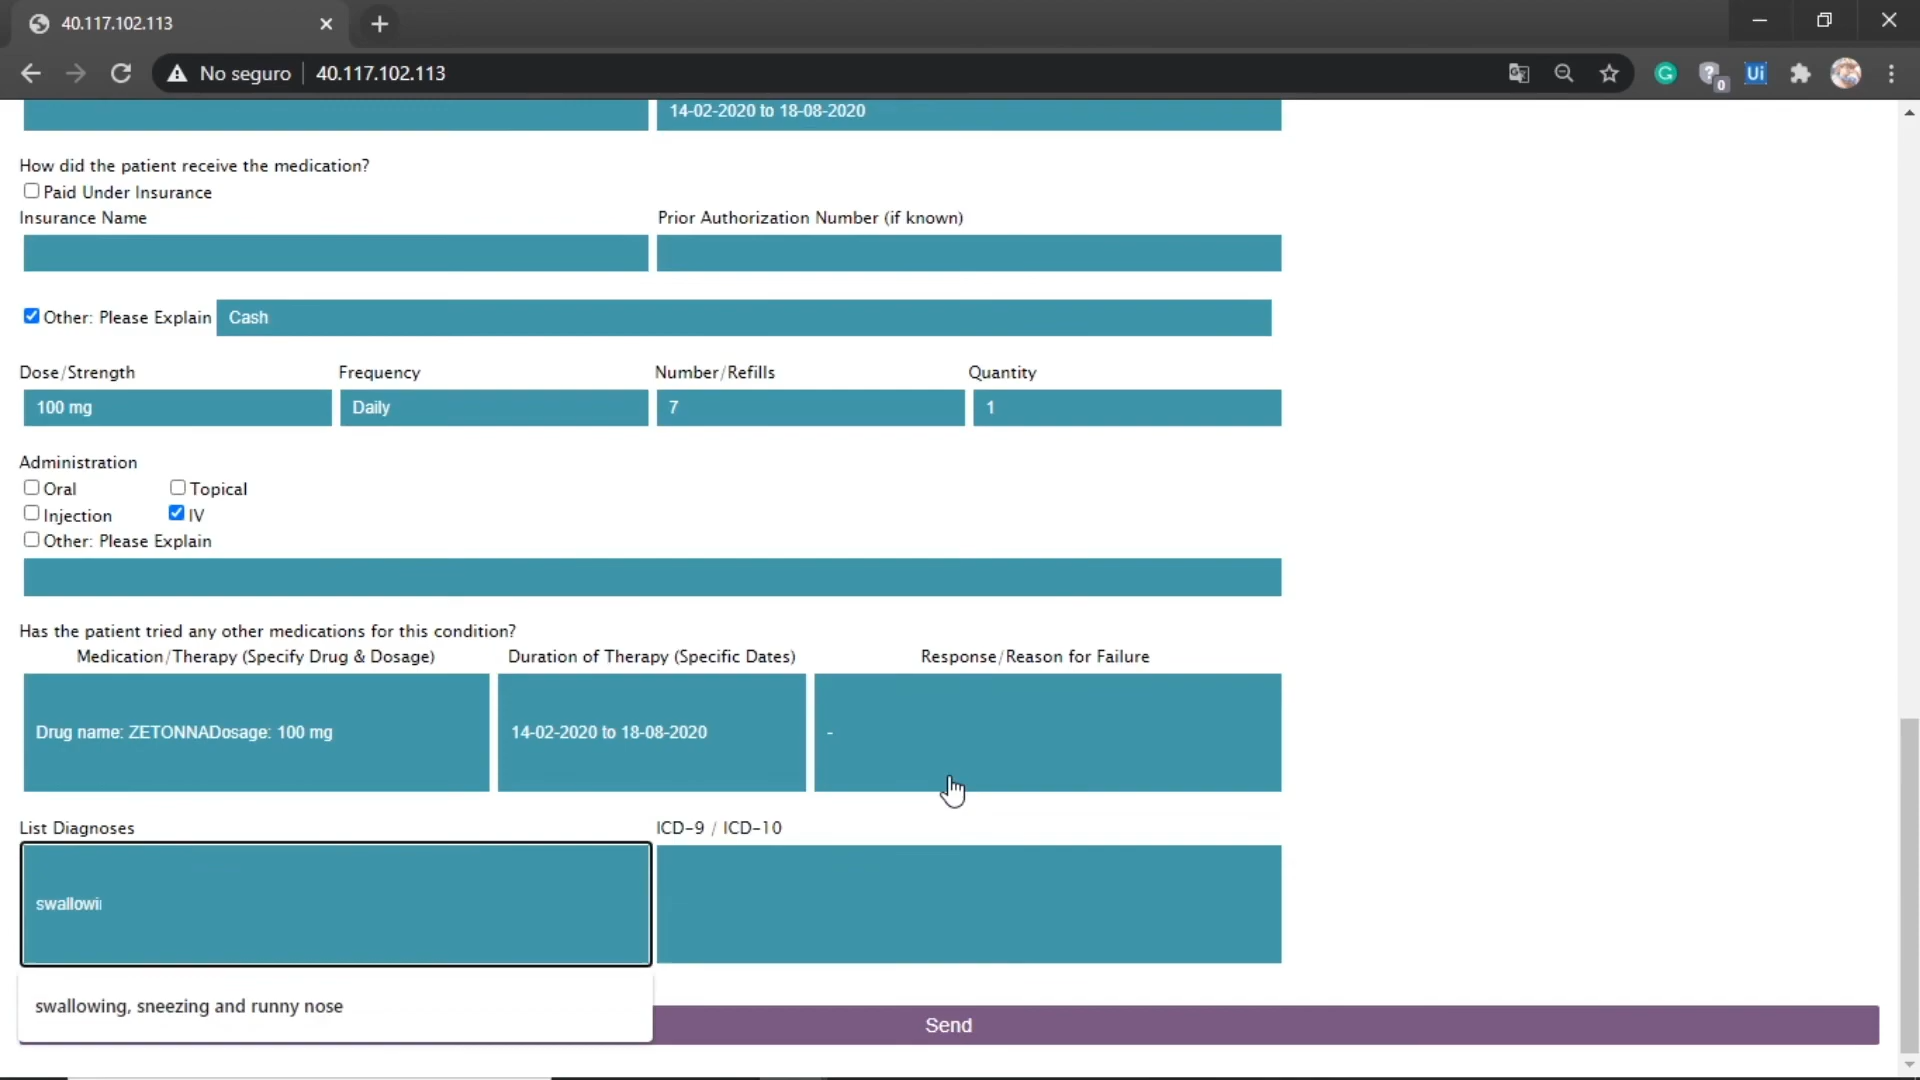 40.117.102.113
No seguro
40.117.102.113
0
Ui
14-02-2020 to 18-08-2020
How did the patient receive the medication?
Paid Under Insurance
Insurance Name
Prior Authorization Number (if known)
Other: Please Explain
Cash
Dose/Strength
Frequency
Number/Refills
Quantity
100 mg
Daily
7
1
Administration
Oral
Topical
Injection
IV
Other: Please Explain
Has the patient tried any other medications for this condition?
Medication/Therapy (Specify Drug & Dosage)
Duration of Therapy (Specific Dates)
Response/Reason for Failure
Drug name: ZETONNADosage: 100 mg
14-02-2020 to 18-08-2020
-
List Diagnoses
ICD-9 / ICD-10
swallowi
swallowing, sneezing and runny nose
Send